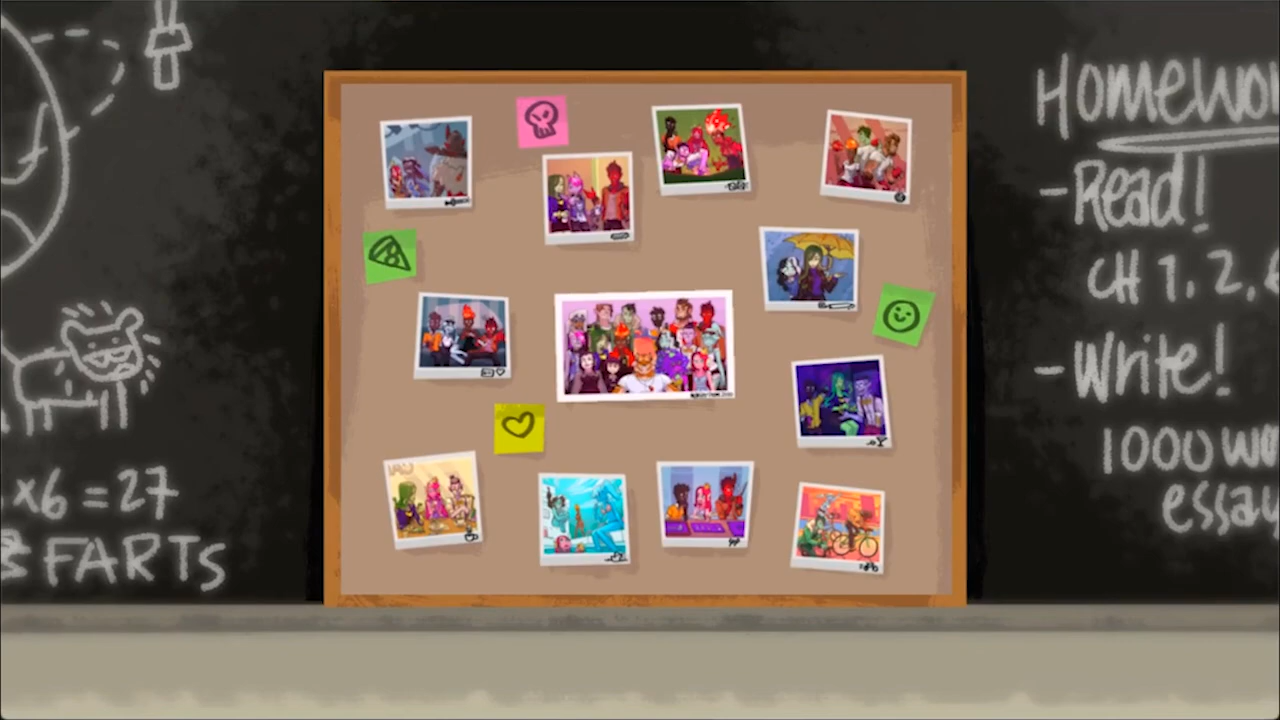 x6 = 27
FARTS
HOMEWO
- Read!
CH 1, 2,
- Write!
1000 WO
essay